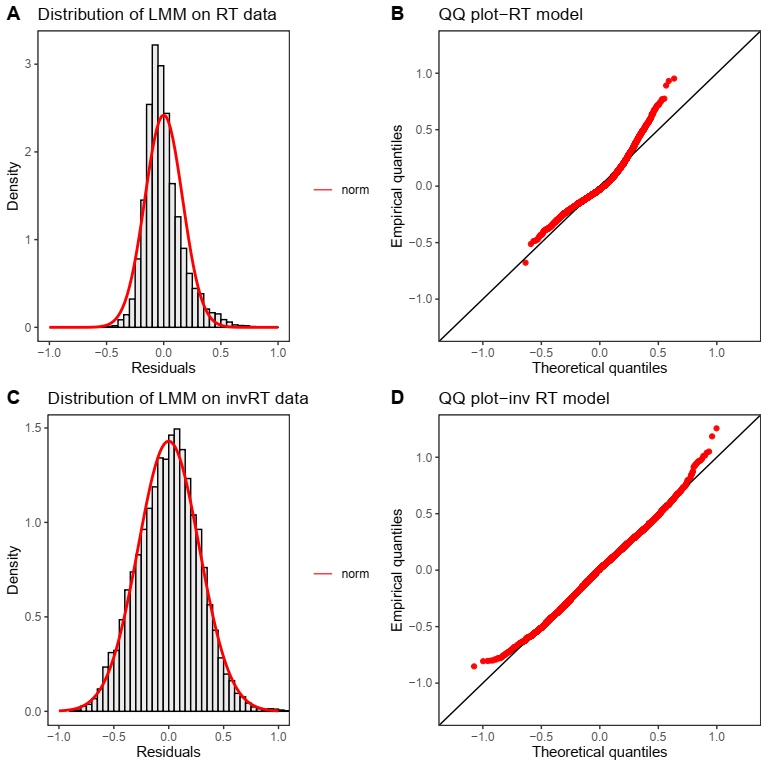 A Distribution of LMM on RT data
3
2
1
0
Density
−1.0 −0.5 0.0 0.5 1.0
Residuals
norm
B QQ plot−RT model
1.0
0.5
0.0
−0.5
−1.0
Empirical quantiles
−1.0 −0.5 0.0 0.5 1.0
Theoretical quantiles
C Distribution of LMM on invRT data
1.5
1.0
0.5
0.0
Density
−1.0 −0.5 0.0 0.5 1.0
Residuals
norm
D QQ plot−inv RT model
1.0
0.5
0.0
−0.5
−1.0
Empirical quantiles
−1.0 −0.5 0.0 0.5 1.0
Theoretical quantiles